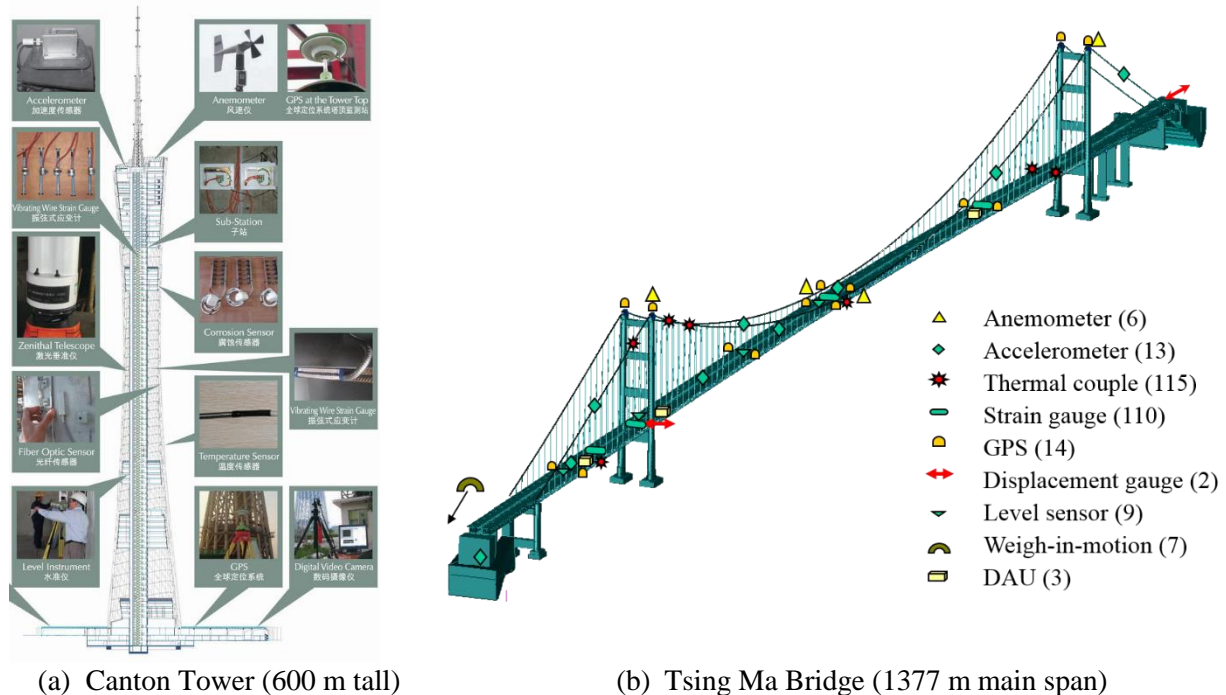 Accelerometer
加速度传感器
Anemometer
风速仪
GPS at the Tower Top
全球定位系统塔顶监测站
Vibrating Wire Strain Gauge
振弦式应变计
Sub-Station
子站
Zenithal Telescope
激光垂准仪
Corrosion Sensor
腐蚀传感器
Vibrating Wire Strain Gauge
振弦式应变计
Fiber Optic Sensor
光纤传感器
Temperature Sensor
温度传感器
Level Instrument
水准仪
GPS
全球定位系统
Digital Video Camera
数码摄像仪
(a) Canton Tower (600 m tall)
Anemometer (6)
Accelerometer (13)
Thermal couple (115)
Strain gauge (110)
GPS (14)
Displacement gauge (2)
Level sensor (9)
Weigh-in-motion (7)
DAU (3)
(b) Tsing Ma Bridge (1377 m main span)